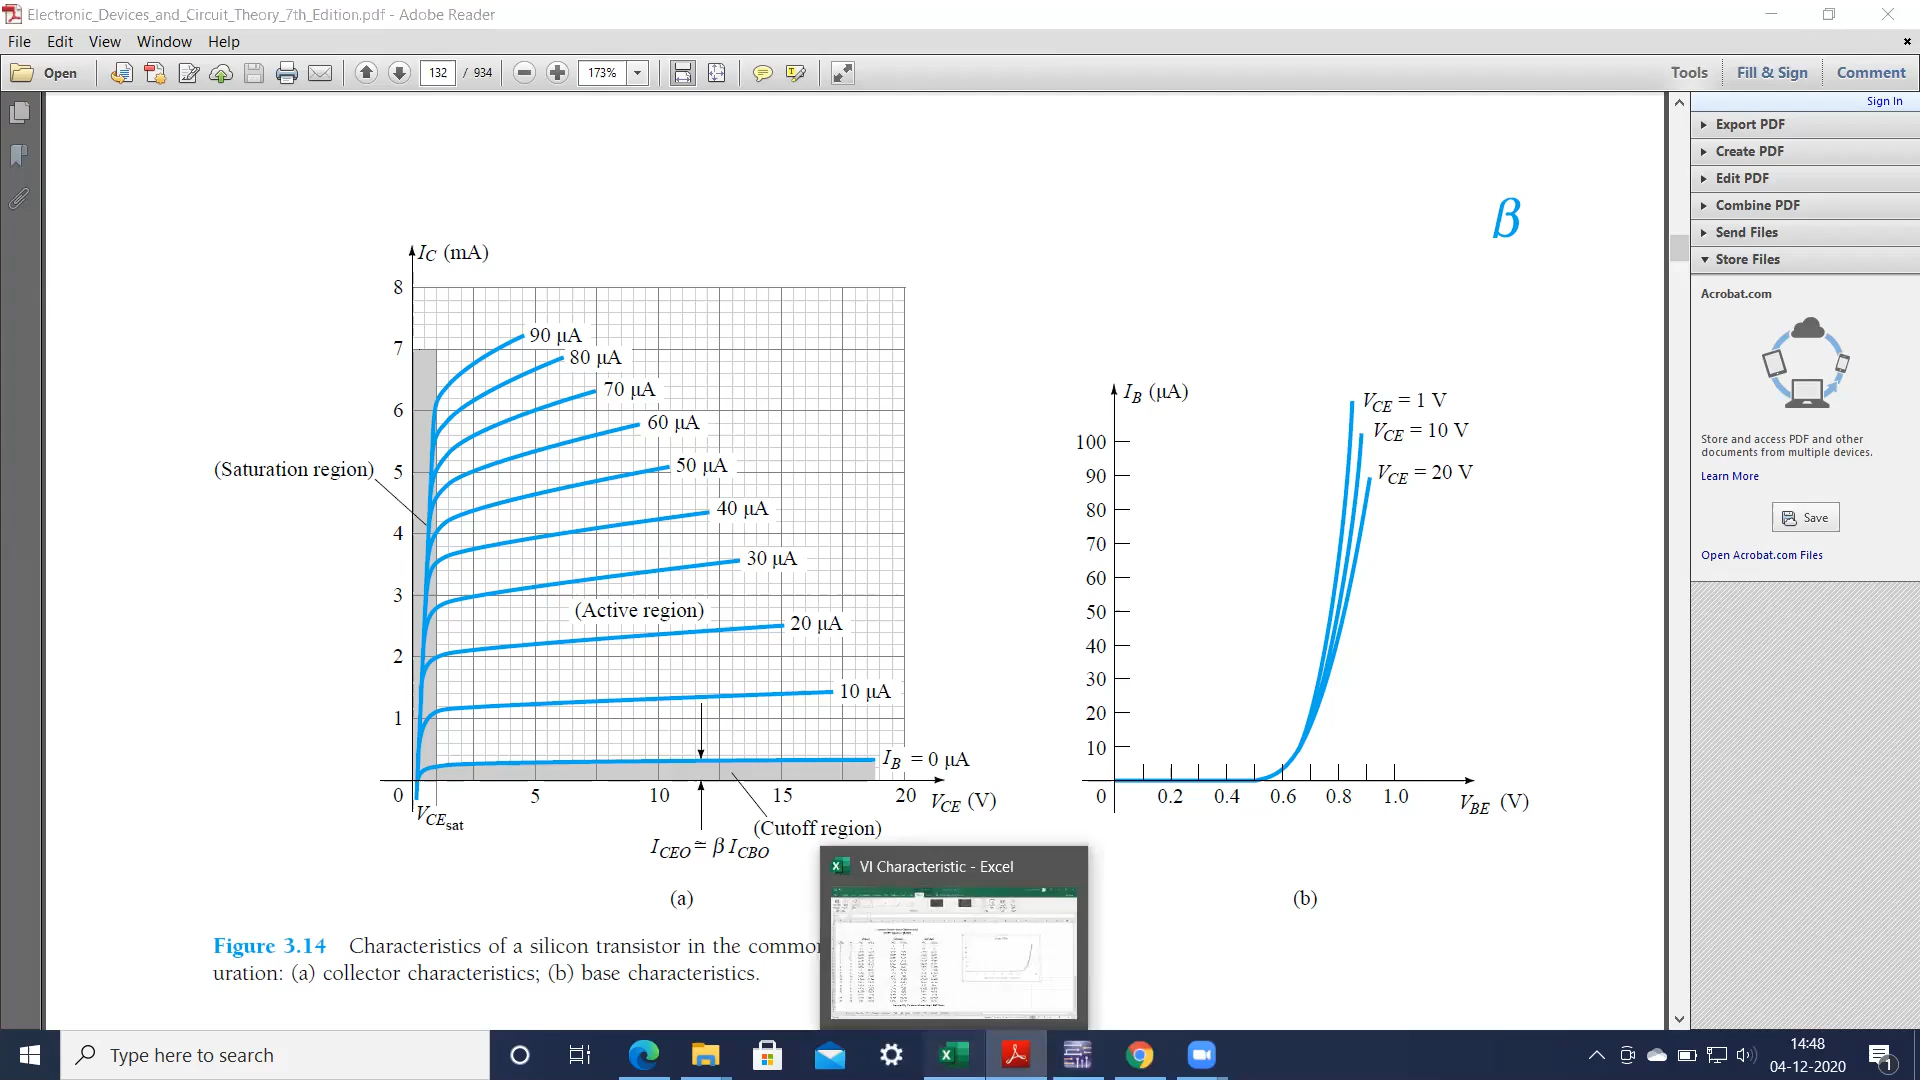 Electronic_Devices_and_Circuit_Theory_7th_Edition.pdf - Adobe Reader
File Edit View Window Help
Open 132 / 934 173% Tools Fill & Sign Comment
Sign In
Export PDF
Create PDF
Edit PDF
Combine PDF
Send Files
Store Files
Acrobat.com
Store and access PDF and other
documents from multiple devices.
Learn More
Save
Open Acrobat.com Files
β
I_C (mA)
8
7
6
5
4
3
2
1
0
90 μA
80 μA
70 μA
60 μA
50 μA
40 μA
30 μA
20 μA
10 μA
I_B = 0 μA
(Saturation region)
(Active region)
(Cutoff region)
5 10 15 20 V_CE (V)
V_CEsat
I_CEO ≃ β I_CBO
(a)
I_B (μA)
V_CE = 1 V
V_CE = 10 V
V_CE = 20 V
100
90
80
70
60
50
40
30
20
10
0 0.2 0.4 0.6 0.8 1.0 V_BE (V)
(b)
Figure 3.14 Characteristics of a silicon transistor in the common
uration: (a) collector characteristics; (b) base characteristics.
VI Characteristic - Excel
Type here to search
14:48
04-12-2020
1